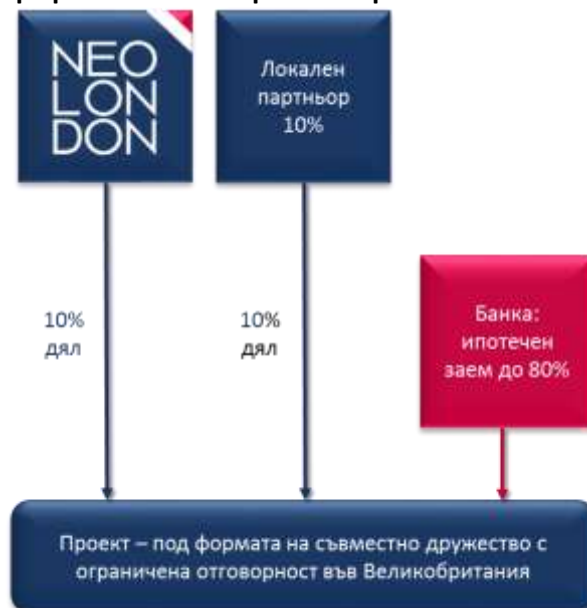 NEO
LON
DON
Локален
партньор
10%
10%
дял
10%
дял
Банка:
ипотечен
заем до 80%
Проект – под формата на съвместно дружество с
ограничена отговорност във Великобритания